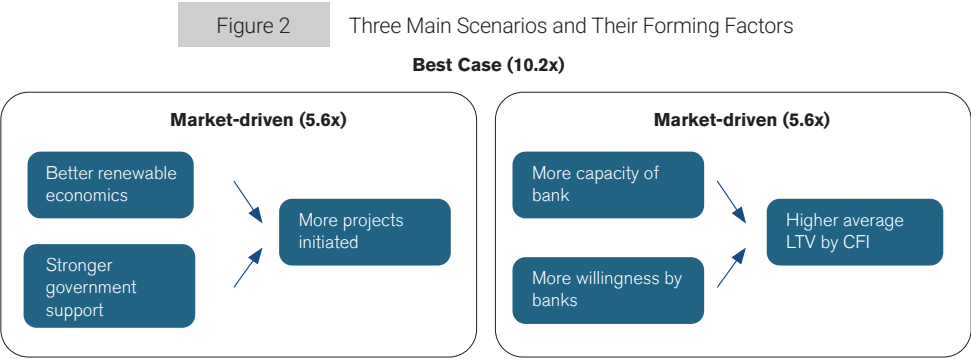 Figure 2
Three Main Scenarios and Their Forming Factors
Best Case (10.2x)
Market-driven (5.6x)
Better renewable
economics
Stronger
government
support
More projects
initiated
Market-driven (5.6x)
More capacity of
bank
More willingness by
banks
Higher average
LTV by CFI